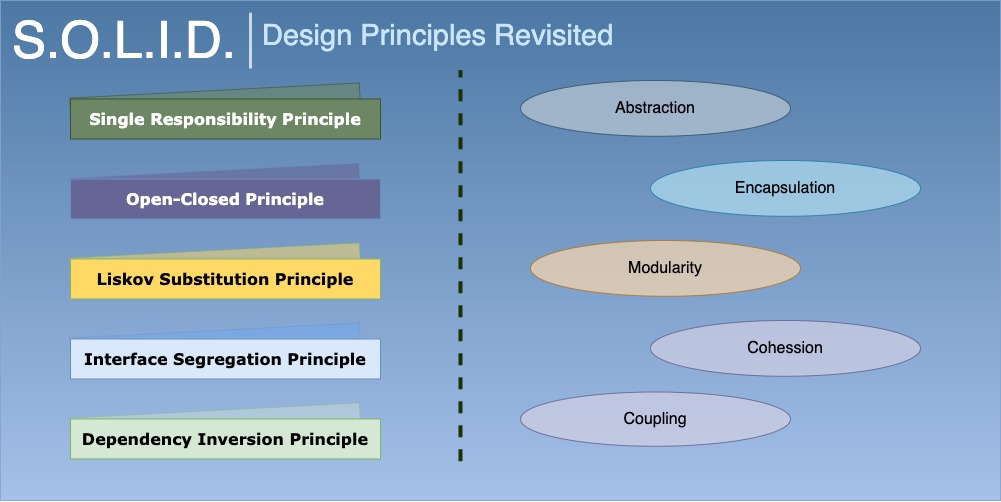 S.O.L.I.D.
Design Principles Revisited
Single Responsibility Principle
Open-Closed Principle
Liskov Substitution Principle
Interface Segregation Principle
Dependency Inversion Principle
Abstraction
Encapsulation
Modularity
Cohession
Coupling